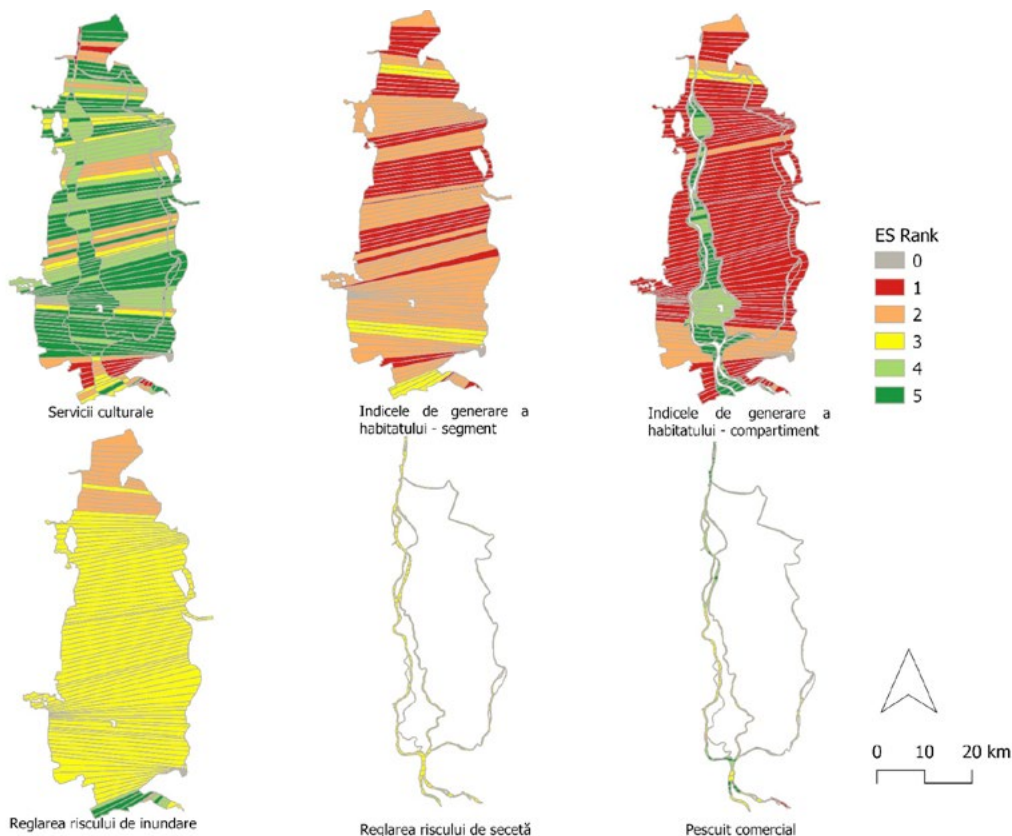 Servicii culturale
Indicele de generare a
habitatului - segment
Indicele de generare a
habitatului - compartiment
ES Rank
0
1
2
3
4
5
Reglarea riscului de inundare
Reglarea riscului de secetă
Pescuit comercial
0 10 20 km